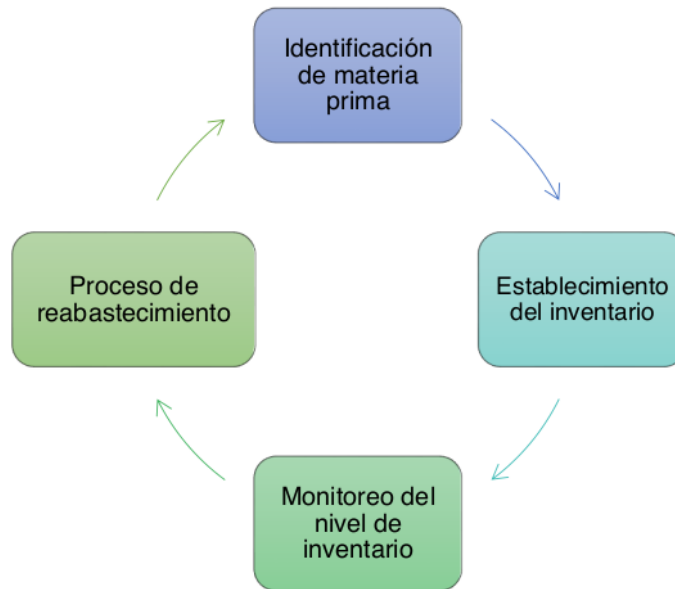 Identificación
de materia
prima
Establecimiento
del inventario
Monitoreo del
nivel de
inventario
Proceso de
reabastecimiento